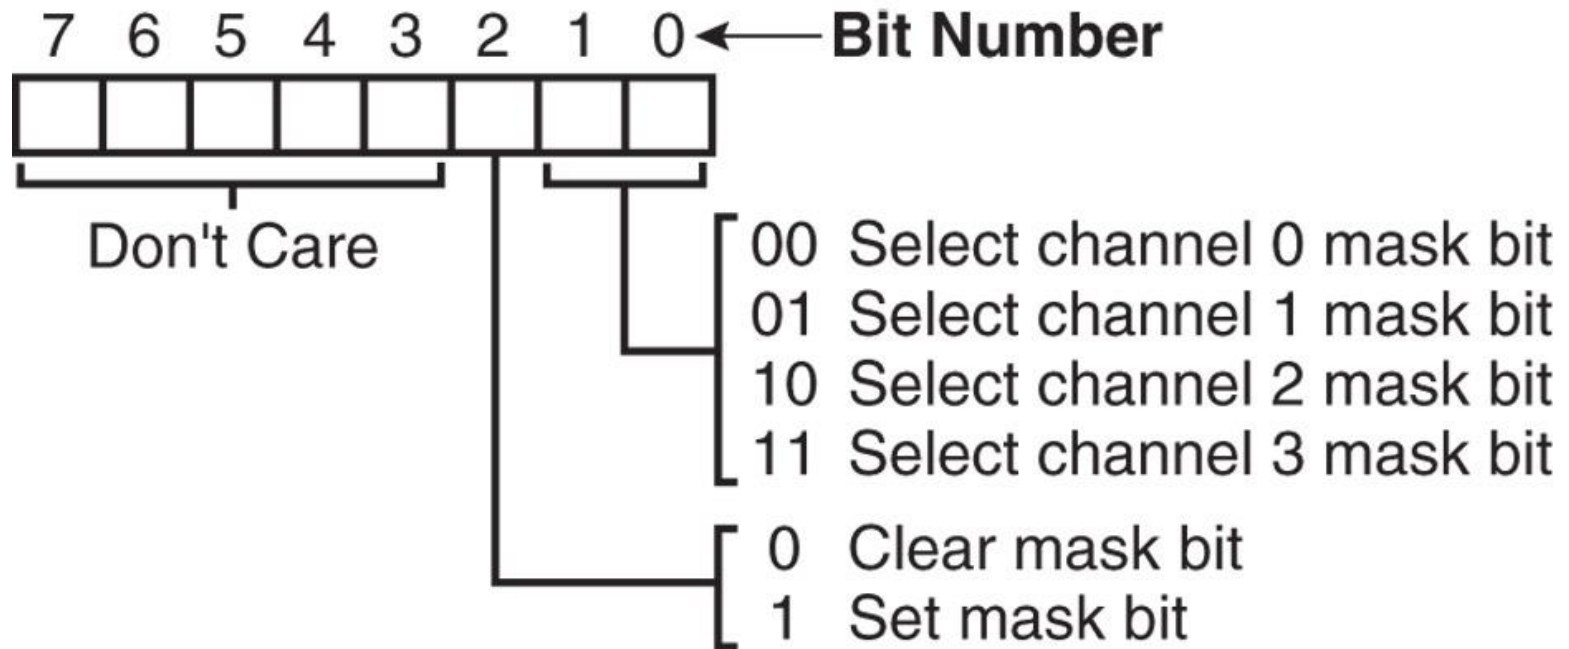 7 6 5 4 3 2 1 0 Bit Number
Don't Care
00 Select channel 0 mask bit
01 Select channel 1 mask bit
10 Select channel 2 mask bit
11 Select channel 3 mask bit
0 Clear mask bit
1 Set mask bit